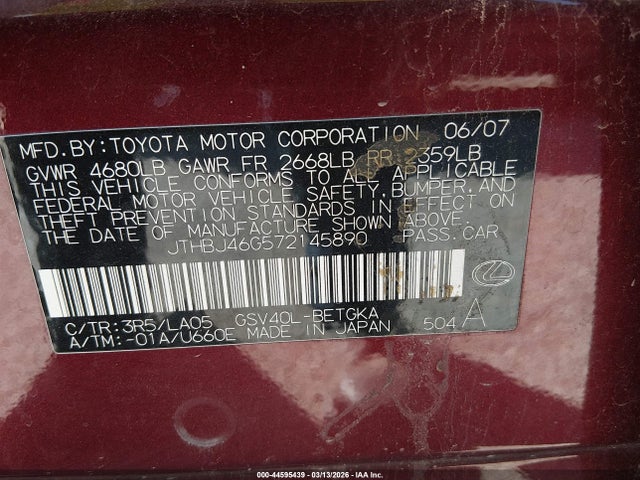 MFD.BY:TOYOTA MOTOR CORPORATION 06/07
GVWR 4680LB GAWR FR 2668LB RR 2359LB
THIS VEHICLE CONFORMS TO ALL APPLICABLE
FEDERAL MOTOR VEHICLE SAFETY, BUMPER, AND
THEFT PREVENTION STANDARDS IN EFFECT ON
THE DATE OF MANUFACTURE SHOWN ABOVE.
JTHBJ46G572145890 PASS.CAR
C/TR:3R5/LA05 GSV40L-BETGKA
A/TM:-01A/U660E MADE IN JAPAN 504 A
© 44595439 - 03/13/2026 - IAA Inc.